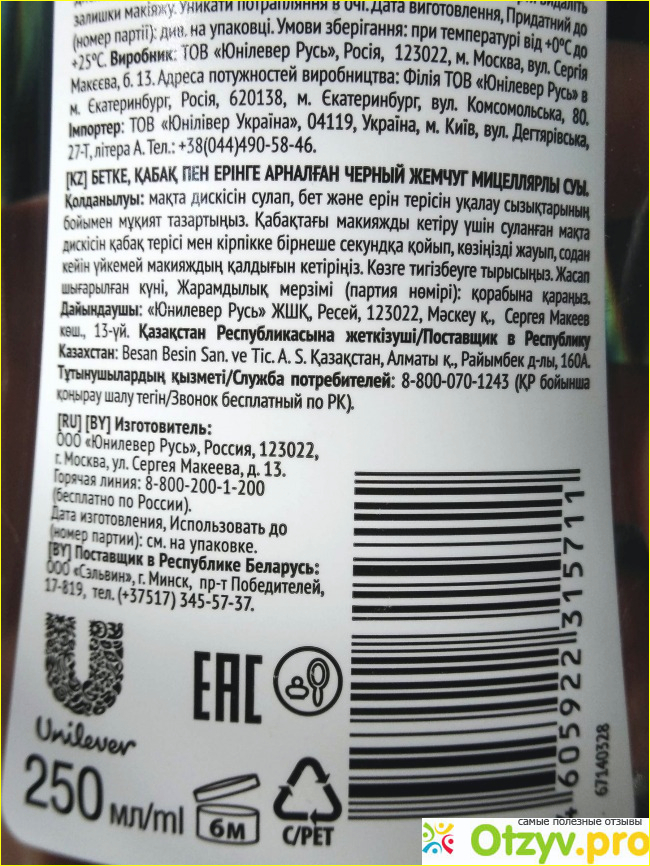 залишки макіяжу. Уникати потрапляння в очі. Дата виготовлення, Придатний до
(номер партії): див. на упаковці. Умови зберігання: при температурі від +0°С до
+25°С. Виробник: ТОВ «Юнілевер Русь», Росія, 123022, м. Москва, вул. Сергія
Макєєва, б. 13. Адреса потужностей виробництва: Філія ТОВ «Юнілевер Русь» в
м. Екатеринбург, Росія, 620138, м. Єкатеринбург, вул. Комсомольська, 80.
Імпортер: ТОВ «Юнілівер Україна», 04119, Україна, м. Київ, вул. Дегтярівська,
27-Т, літера А. Тел.: +38(044)490-58-46.
[KZ] БЕТКЕ, ҚАБАҚ ПЕН ЕРІНГЕ АРНАЛҒАН ЧЕРНЫЙ ЖЕМЧУГ МИЦЕЛЛЯРЛЫ СУЫ.
Қолданылуы: мақта дискісін сулап, бет және ерін терісін уқалау сызықтарының
бойымен мұқият тазартыңыз. Қабақтағы макияжды кетіру үшін суланған мақта
дискісін қабақ терісі мен кірпікке бірнеше секундқа қойып, көзіңізді жауып, содан
кейін үйкемей макияждың қалдығын кетіріңіз. Көзге тигізбеуге тырысыңыз. Жасап
шығарылған күні, Жарамдылық мерзімі (партия нөмірі): қорабына қараңыз.
Дайындаушы: «Юнилевер Русь» ЖШҚ, Ресей, 123022, Мәскеу қ., Сергея Макеев
көш., 13-үй. Қазақстан Республикасына жеткізуші/Поставщик в Республику
Казахстан: Besan Besin San. ve Tic. A. S. Қазақстан, Алматы қ., Райымбек д-лы, 160А.
Тұтынушылардың қызметі/Служба потребителей: 8-800-070-1243 (ҚР бойынша
қоңырау шалу тегін/Звонок бесплатный по РК).
[RU] [BY] Изготовитель:
ООО «Юнилевер Русь», Россия, 123022,
г. Москва, ул. Сергея Макеева, д. 13.
Горячая линия: 8-800-200-1-200
(бесплатно по России).
Дата изготовления, Использовать до
(номер партии): см. на упаковке.
[BY] Поставщик в Республике Беларусь:
ООО «Сэльвин», г. Минск, пр-т Победителей,
17-819, тел. (+37517) 345-57-37.
Unilever
250 мл/ml
EAC
6м
C/PET
4 605922 315711
67140328
самые полезные отзывы
Otzyv.pro